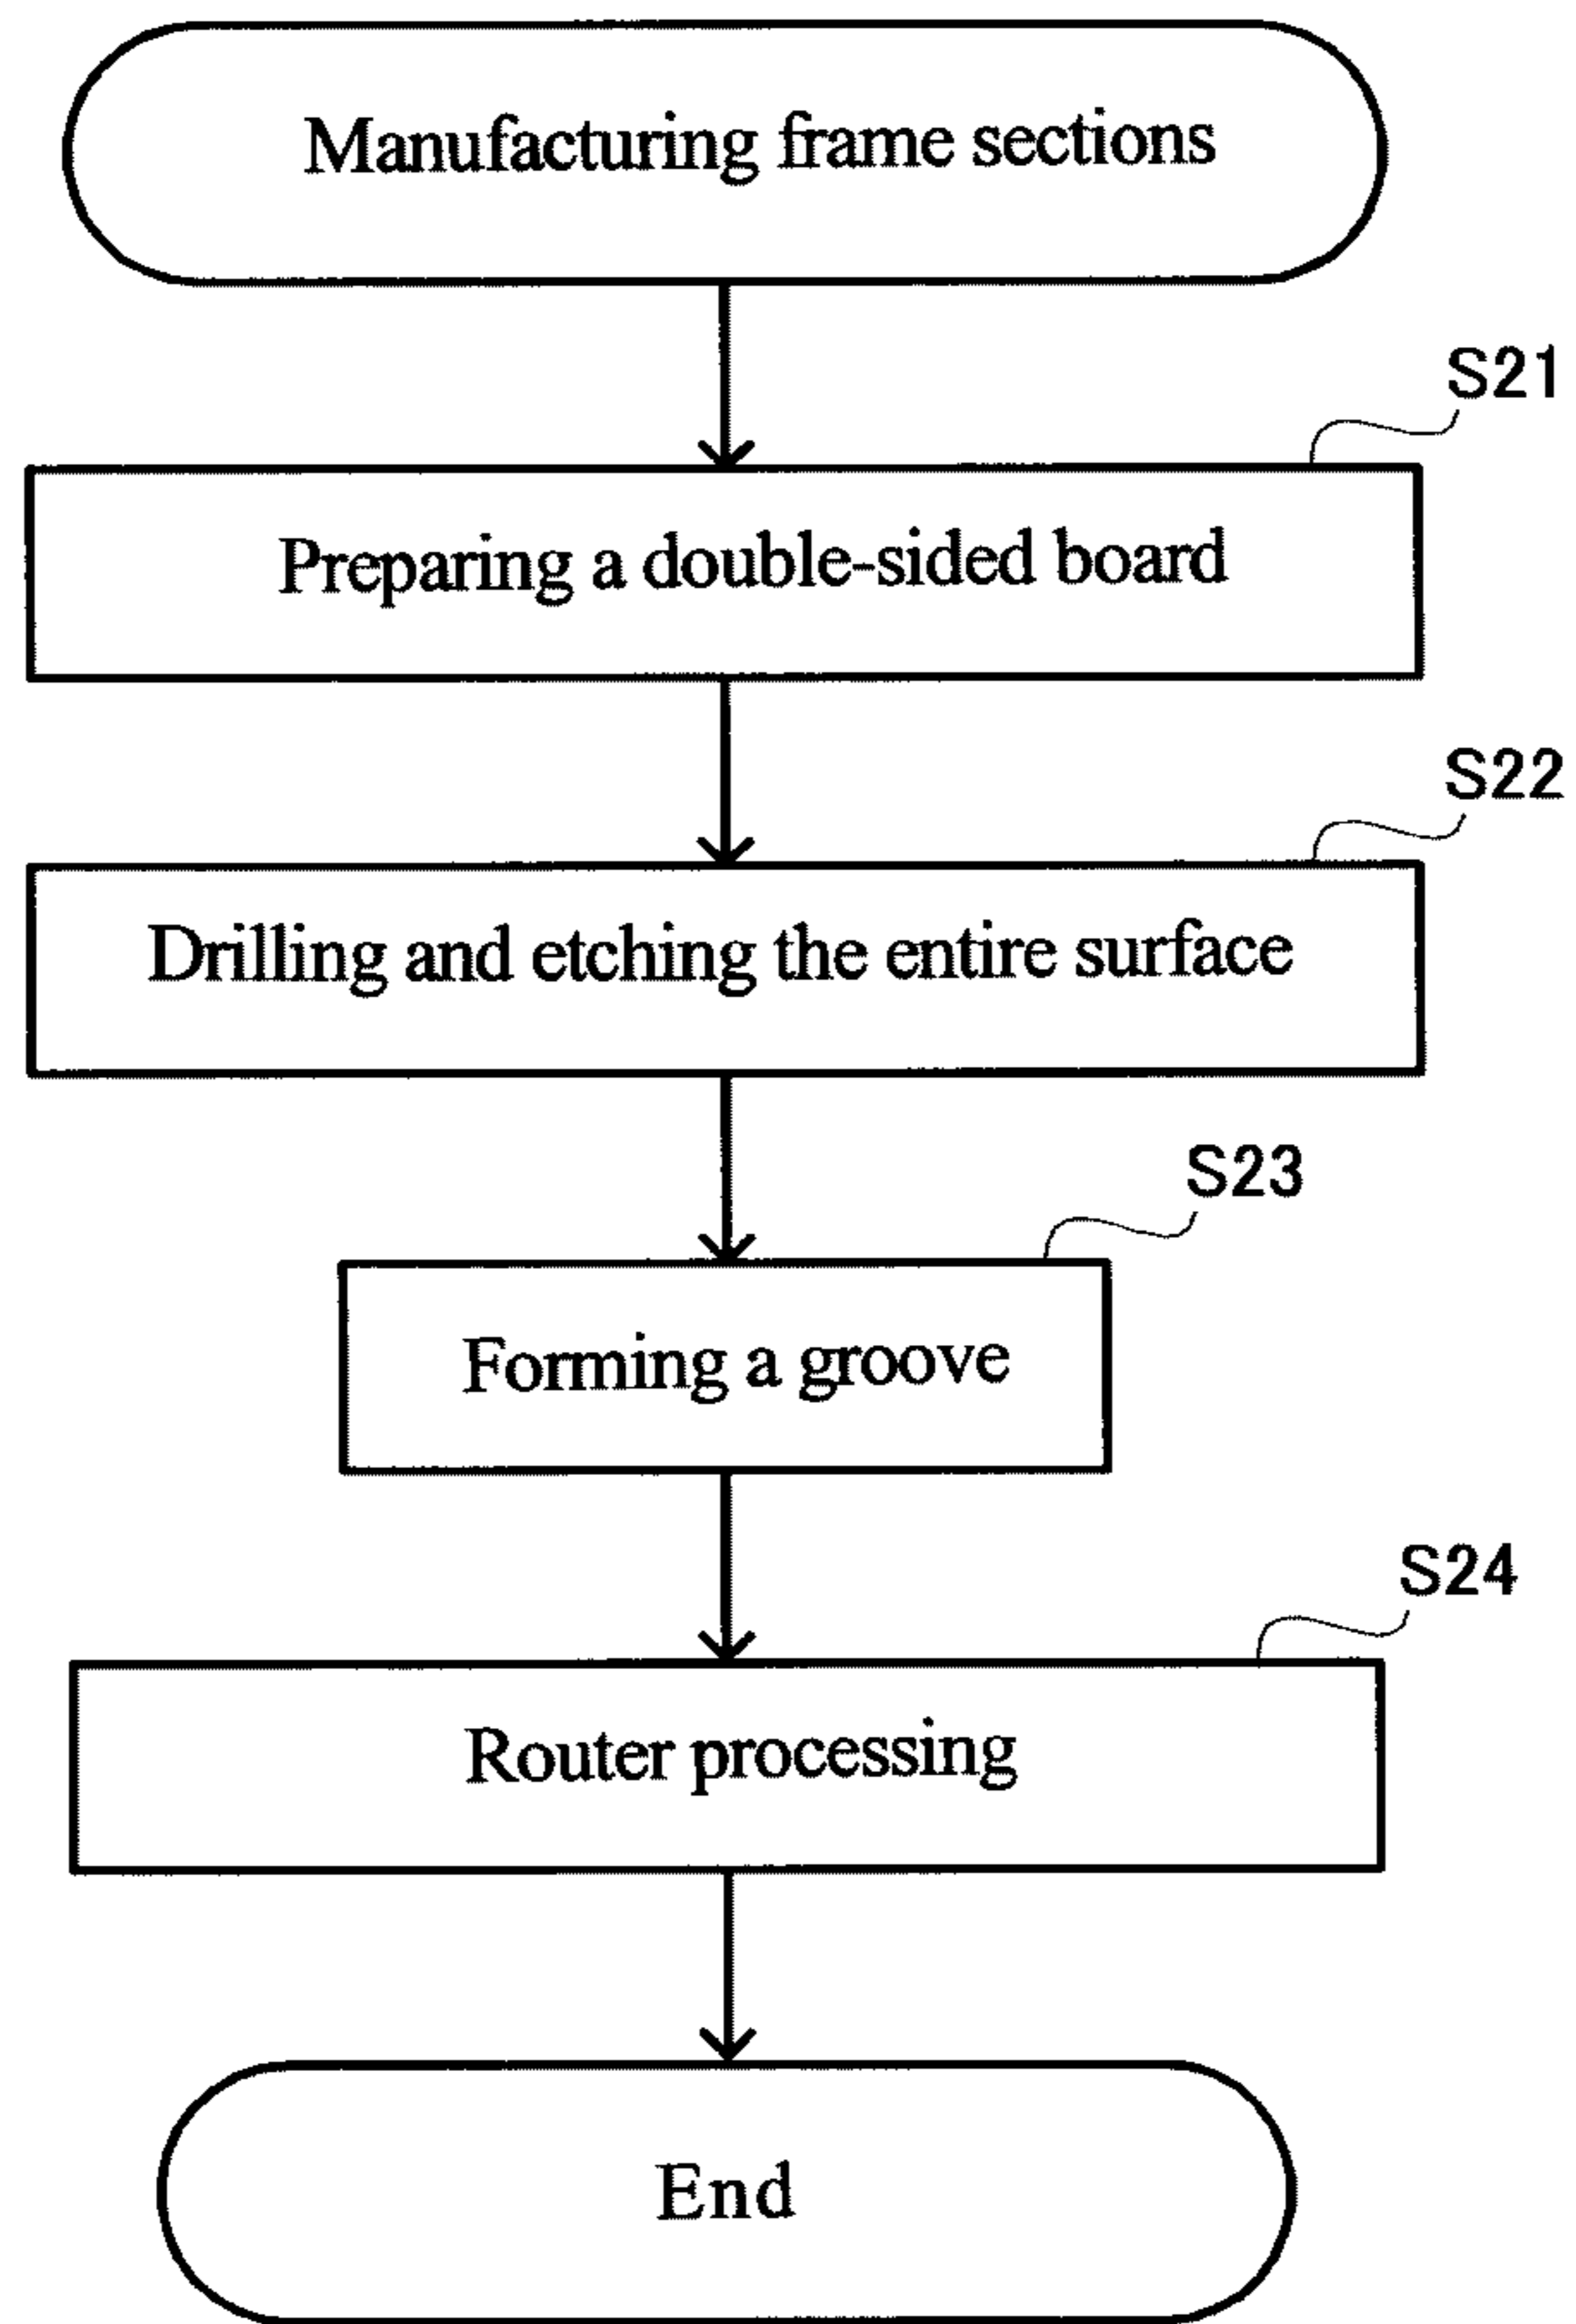 Manufacturing frame sections
S21
Preparing a double-sided board
S22
Drilling and etching the entire surface
S23
Forming a groove
S24
Router processing
End